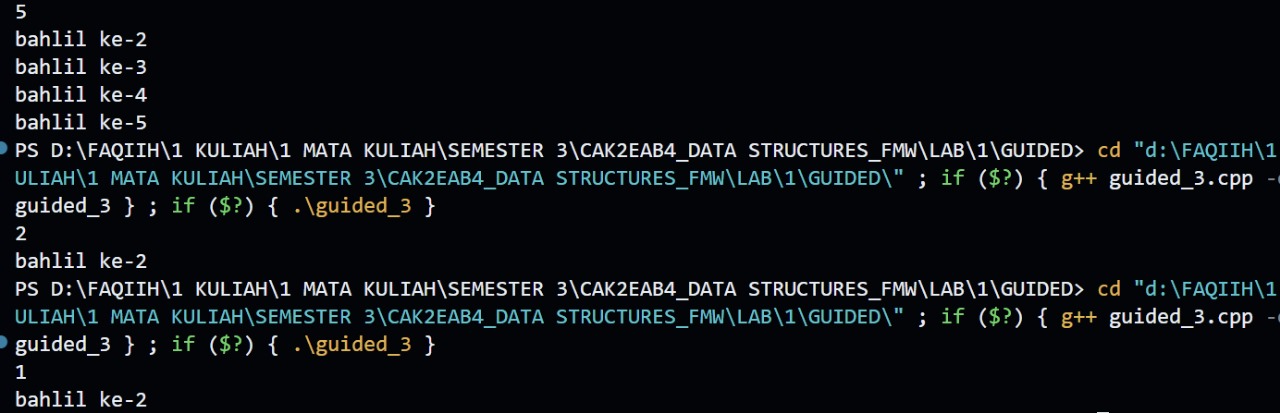 5
bahlil ke-2
bahlil ke-3
bahlil ke-4
bahlil ke-5
PS D:\FAQIIH\1 KULIAH\1 MATA KULIAH\SEMESTER 3\CAK2EAB4_DATA STRUCTURES_FMW\LAB\1\GUIDED> cd "d:\FAQIIH\1
ULIAH\1 MATA KULIAH\SEMESTER 3\CAK2EAB4_DATA STRUCTURES_FMW\LAB\1\GUIDED\" ; if ($?) { g++ guided_3.cpp -
guided_3 } ; if ($?) { .\guided_3 }
2
bahlil ke-2
PS D:\FAQIIH\1 KULIAH\1 MATA KULIAH\SEMESTER 3\CAK2EAB4_DATA STRUCTURES_FMW\LAB\1\GUIDED> cd "d:\FAQIIH\1
ULIAH\1 MATA KULIAH\SEMESTER 3\CAK2EAB4_DATA STRUCTURES_FMW\LAB\1\GUIDED\" ; if ($?) { g++ guided_3.cpp -
guided_3 } ; if ($?) { .\guided_3 }
1
bahlil ke-2